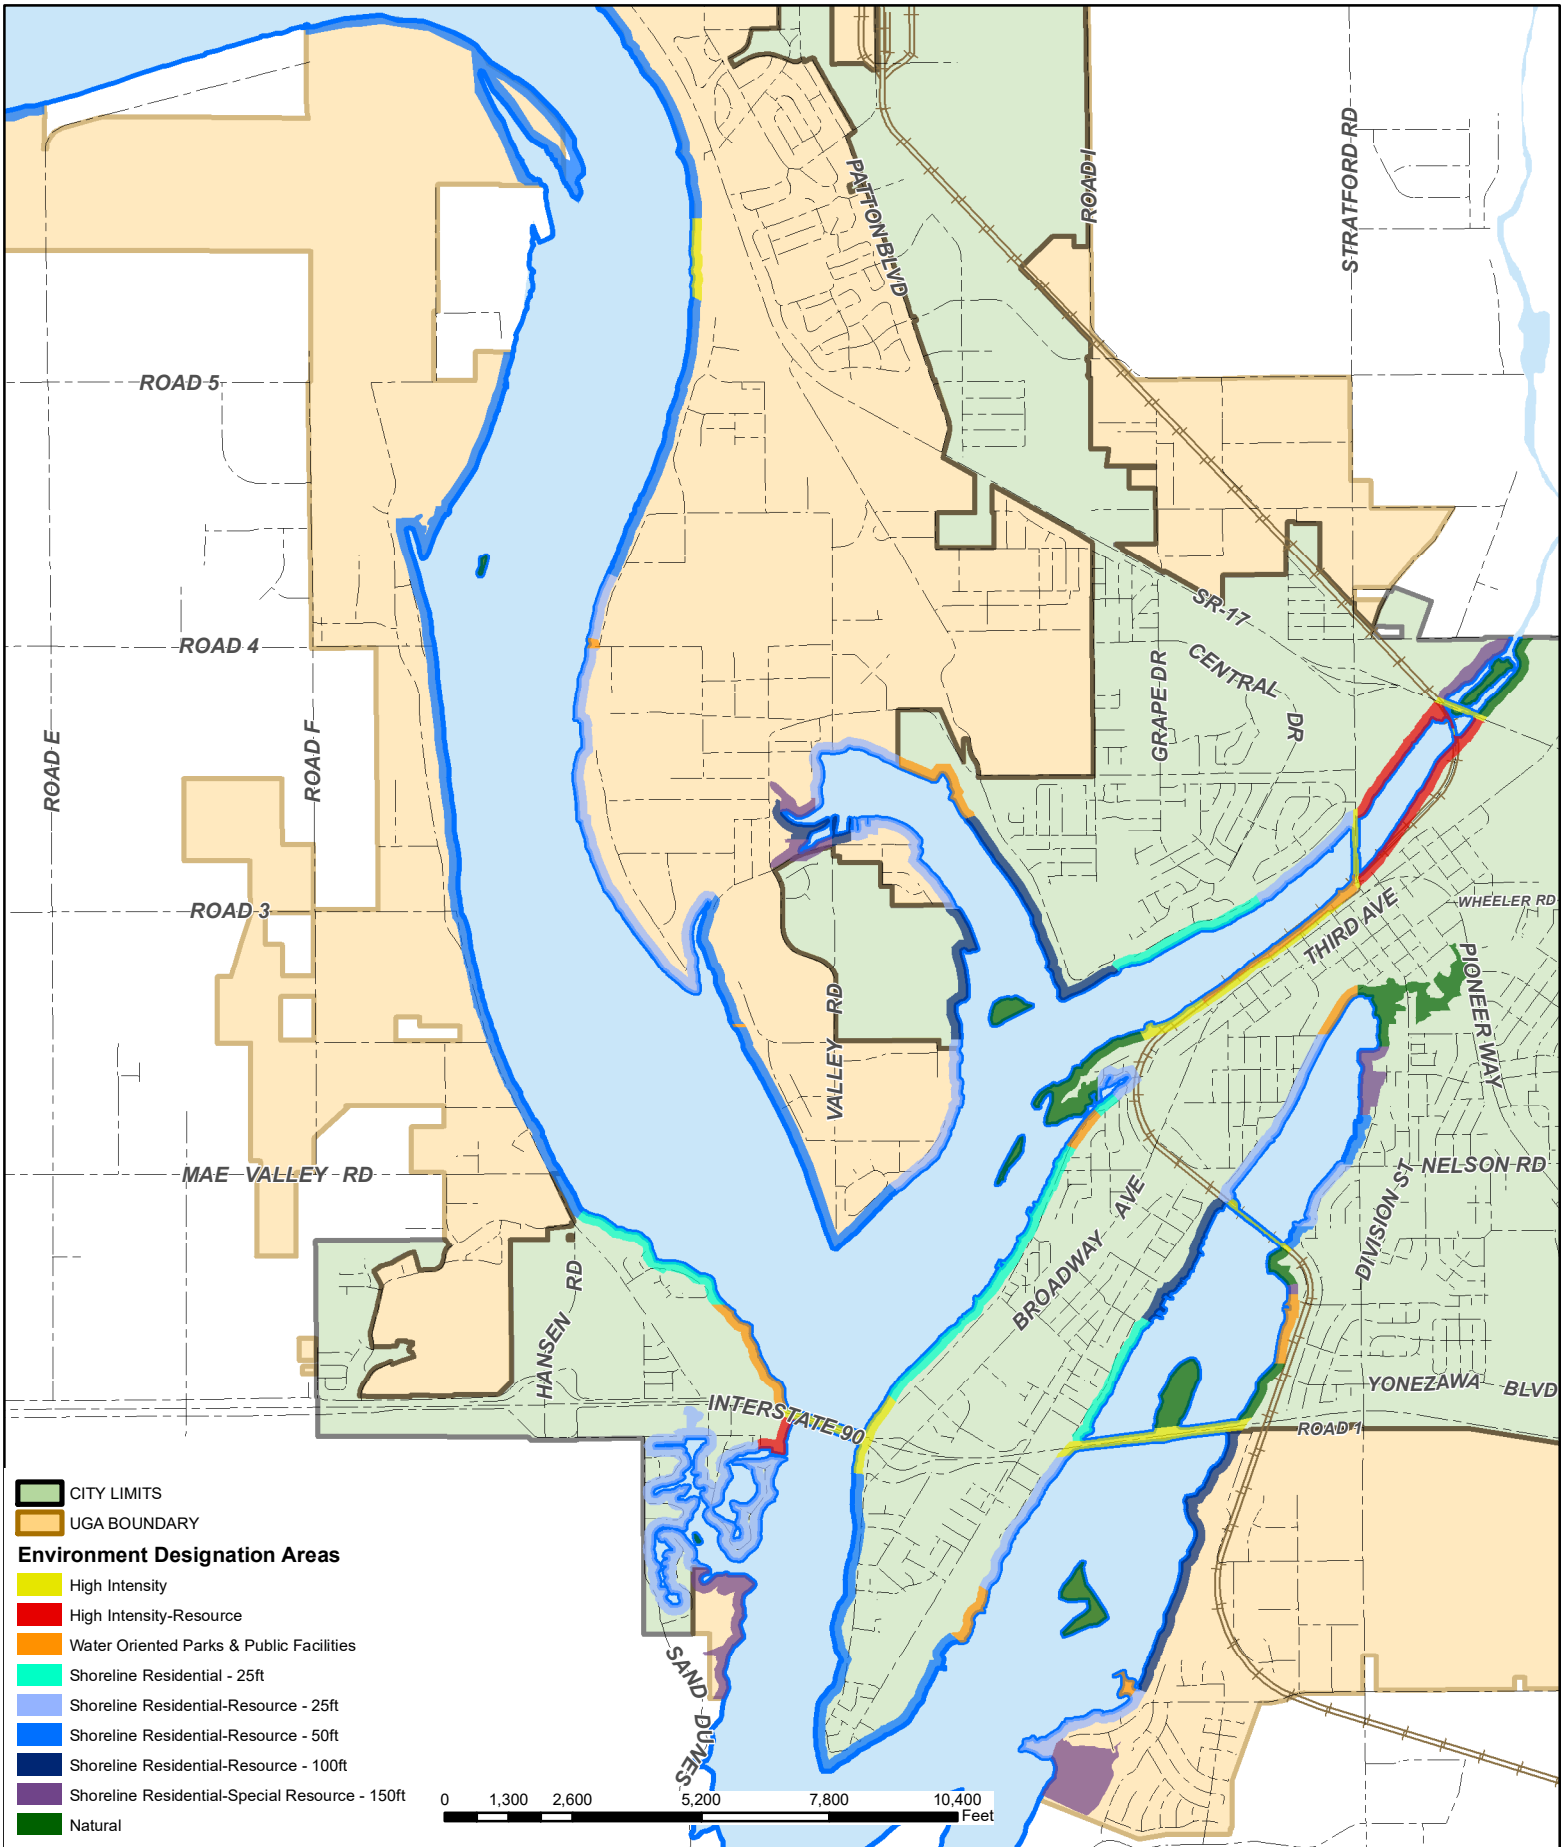 STRATFORD RD
ROAD I
PATTON BLVD
ROAD 5
SR-17
ROAD 4
CENTRAL DR
GRAPE DR
ROAD F
ROAD E
ROAD 3
THIRD AVE
WHEELER RD
PIONEER WAY
VALLEY RD
MAE VALLEY RD
NELSON RD
DIVISION ST
BROADWAY AVE
HANSEN RD
YONEZAWA BLVD
INTERSTATE 90
ROAD 1
SAND DUNES
CITY LIMITS
UGA BOUNDARY
Environment Designation Areas
High Intensity
High Intensity-Resource
Water Oriented Parks & Public Facilities
Shoreline Residential - 25ft
Shoreline Residential-Resource - 25ft
Shoreline Residential-Resource - 50ft
Shoreline Residential-Resource - 100ft
Shoreline Residential-Special Resource - 150ft
Natural
0 1,300 2,600 5,200 7,800 10,400
Feet